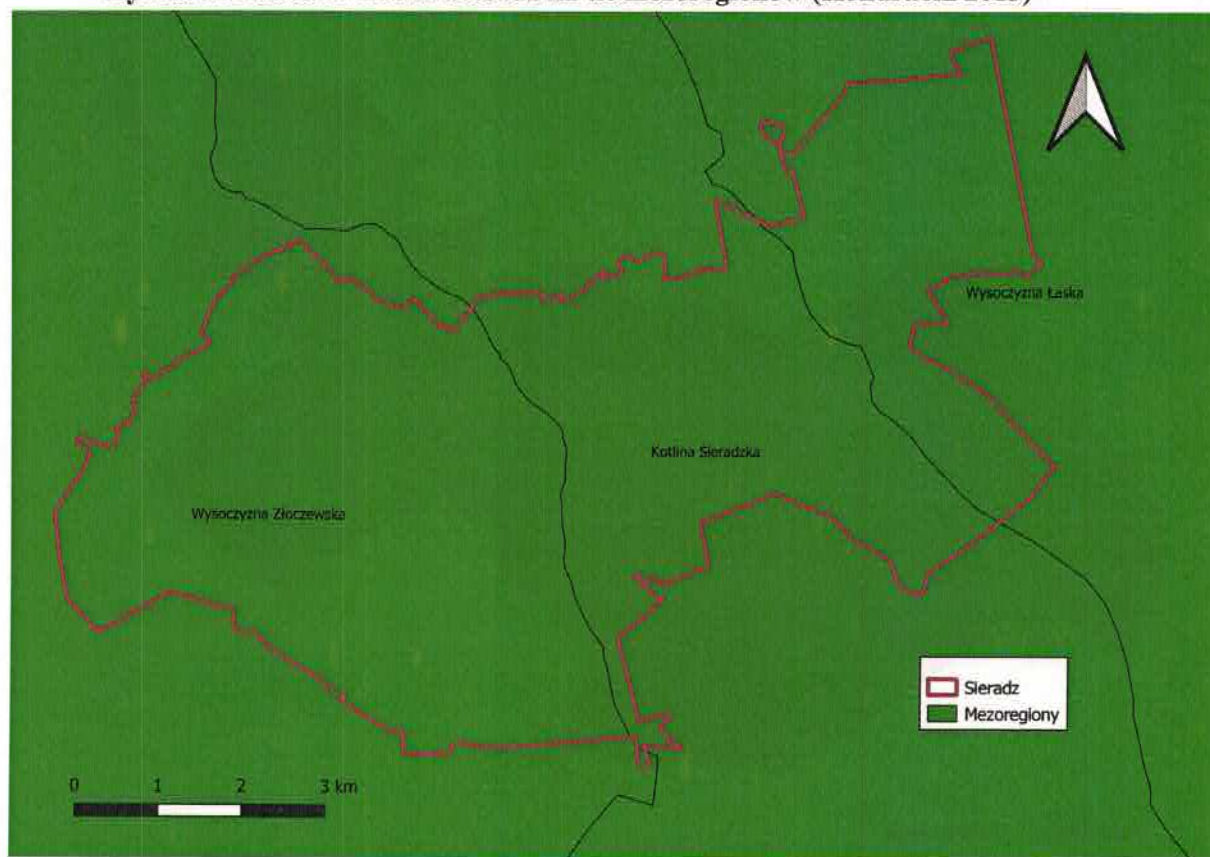 Wysoczyzna Łaska
Kotlina Sieradzka
Wysoczyzna Złoczewska
Sieradz
Mezoregiony
0 1 2 3 km